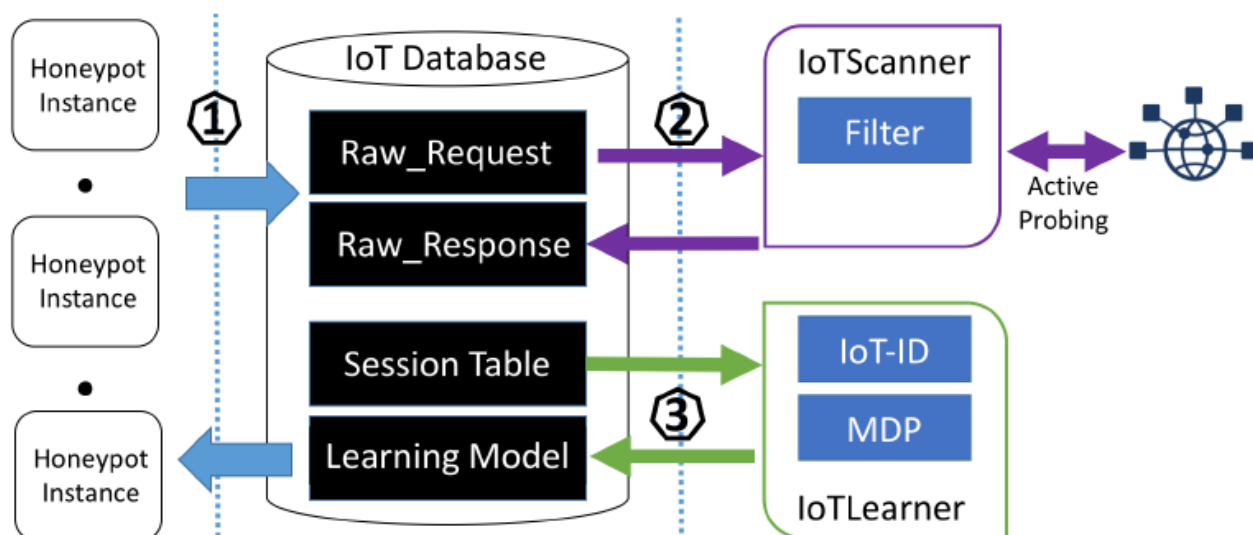 Honeypot
Instance
Honeypot
Instance
Honeypot
Instance
1
IoT Database
Raw_Request
Raw_Response
Session Table
Learning Model
2
3
IoTScanner
Filter
Active
Probing
IoT-ID
MDP
IoTLearner